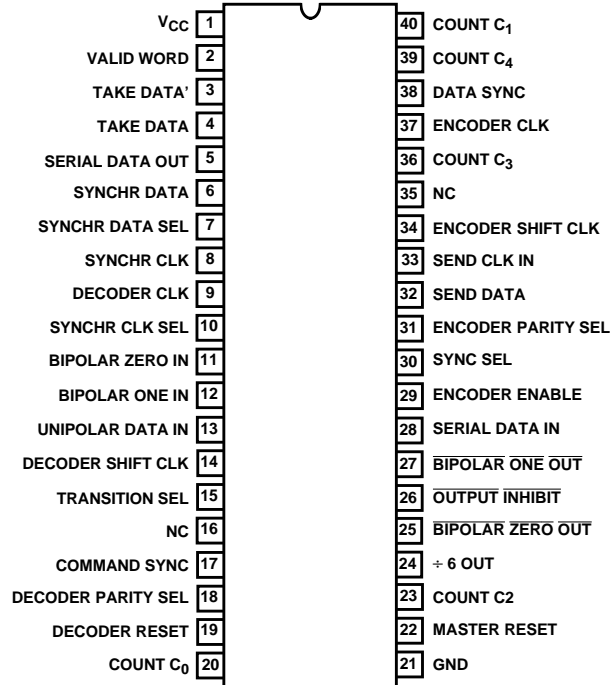 VCC 1
VALID WORD 2
TAKE DATA' 3
TAKE DATA 4
SERIAL DATA OUT 5
SYNCHR DATA 6
SYNCHR DATA SEL 7
SYNCHR CLK 8
DECODER CLK 9
SYNCHR CLK SEL 10
BIPOLAR ZERO IN 11
BIPOLAR ONE IN 12
UNIPOLAR DATA IN 13
DECODER SHIFT CLK 14
TRANSITION SEL 15
NC 16
COMMAND SYNC 17
DECODER PARITY SEL 18
DECODER RESET 19
COUNT C0 20
40 COUNT C1
39 COUNT C4
38 DATA SYNC
37 ENCODER CLK
36 COUNT C3
35 NC
34 ENCODER SHIFT CLK
33 SEND CLK IN
32 SEND DATA
31 ENCODER PARITY SEL
30 SYNC SEL
29 ENCODER ENABLE
28 SERIAL DATA IN
27 BIPOLAR ONE OUT
26 OUTPUT INHIBIT
25 BIPOLAR ZERO OUT
24 ÷ 6 OUT
23 COUNT C2
22 MASTER RESET
21 GND